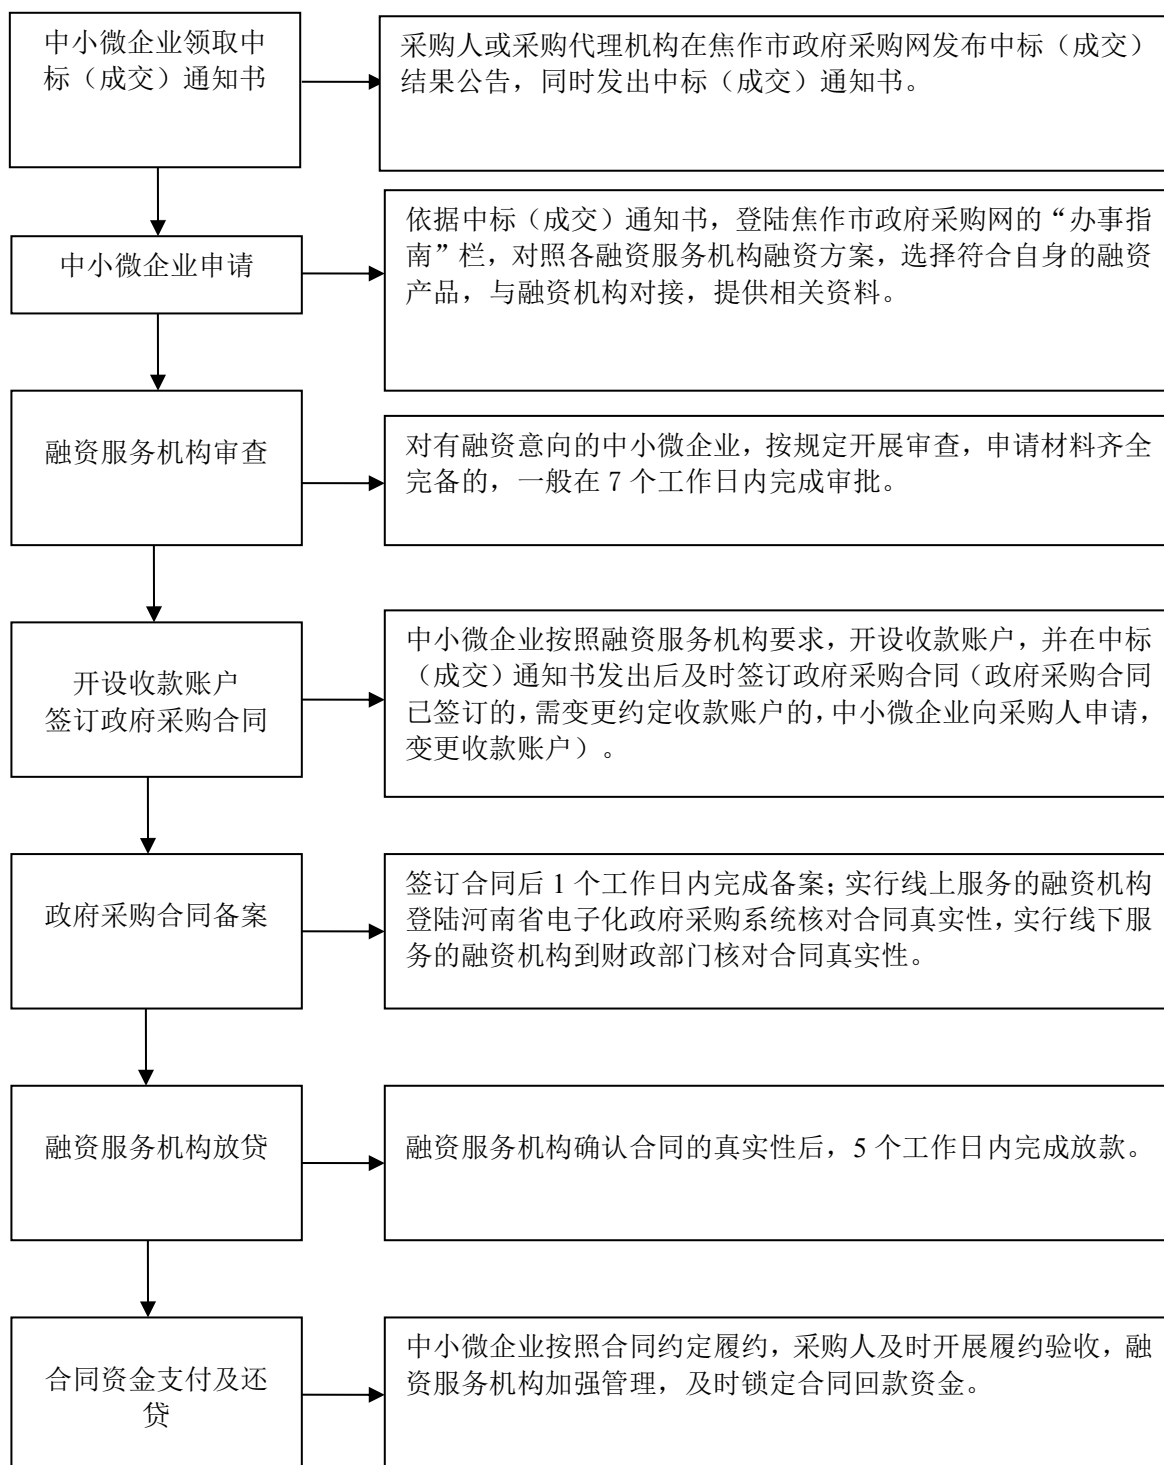 中小微企业领取中
标（成交）通知书
采购人或采购代理机构在焦作市政府采购网发布中标（成交）
结果公告，同时发出中标（成交）通知书。
中小微企业申请
依据中标（成交）通知书，登陆焦作市政府采购网的“办事指
南”栏，对照各融资服务机构融资方案，选择符合自身的融资
产品，与融资机构对接，提供相关资料。
融资服务机构审查
对有融资意向的中小微企业，按规定开展审查，申请材料齐全
完备的，一般在 7 个工作日内完成审批。
开设收款账户
签订政府采购合同
中小微企业按照融资服务机构要求，开设收款账户，并在中标
（成交）通知书发出后及时签订政府采购合同（政府采购合同
已签订的，需变更约定收款账户的，中小微企业向采购人申请，
变更收款账户）。
政府采购合同备案
签订合同后 1 个工作日内完成备案；实行线上服务的融资机构
登陆河南省电子化政府采购系统核对合同真实性，实行线下服
务的融资机构到财政部门核对合同真实性。
融资服务机构放贷
融资服务机构确认合同的真实性后，5 个工作日内完成放款。
合同资金支付及还
贷
中小微企业按照合同约定履约，采购人及时开展履约验收，融
资服务机构加强管理，及时锁定合同回款资金。